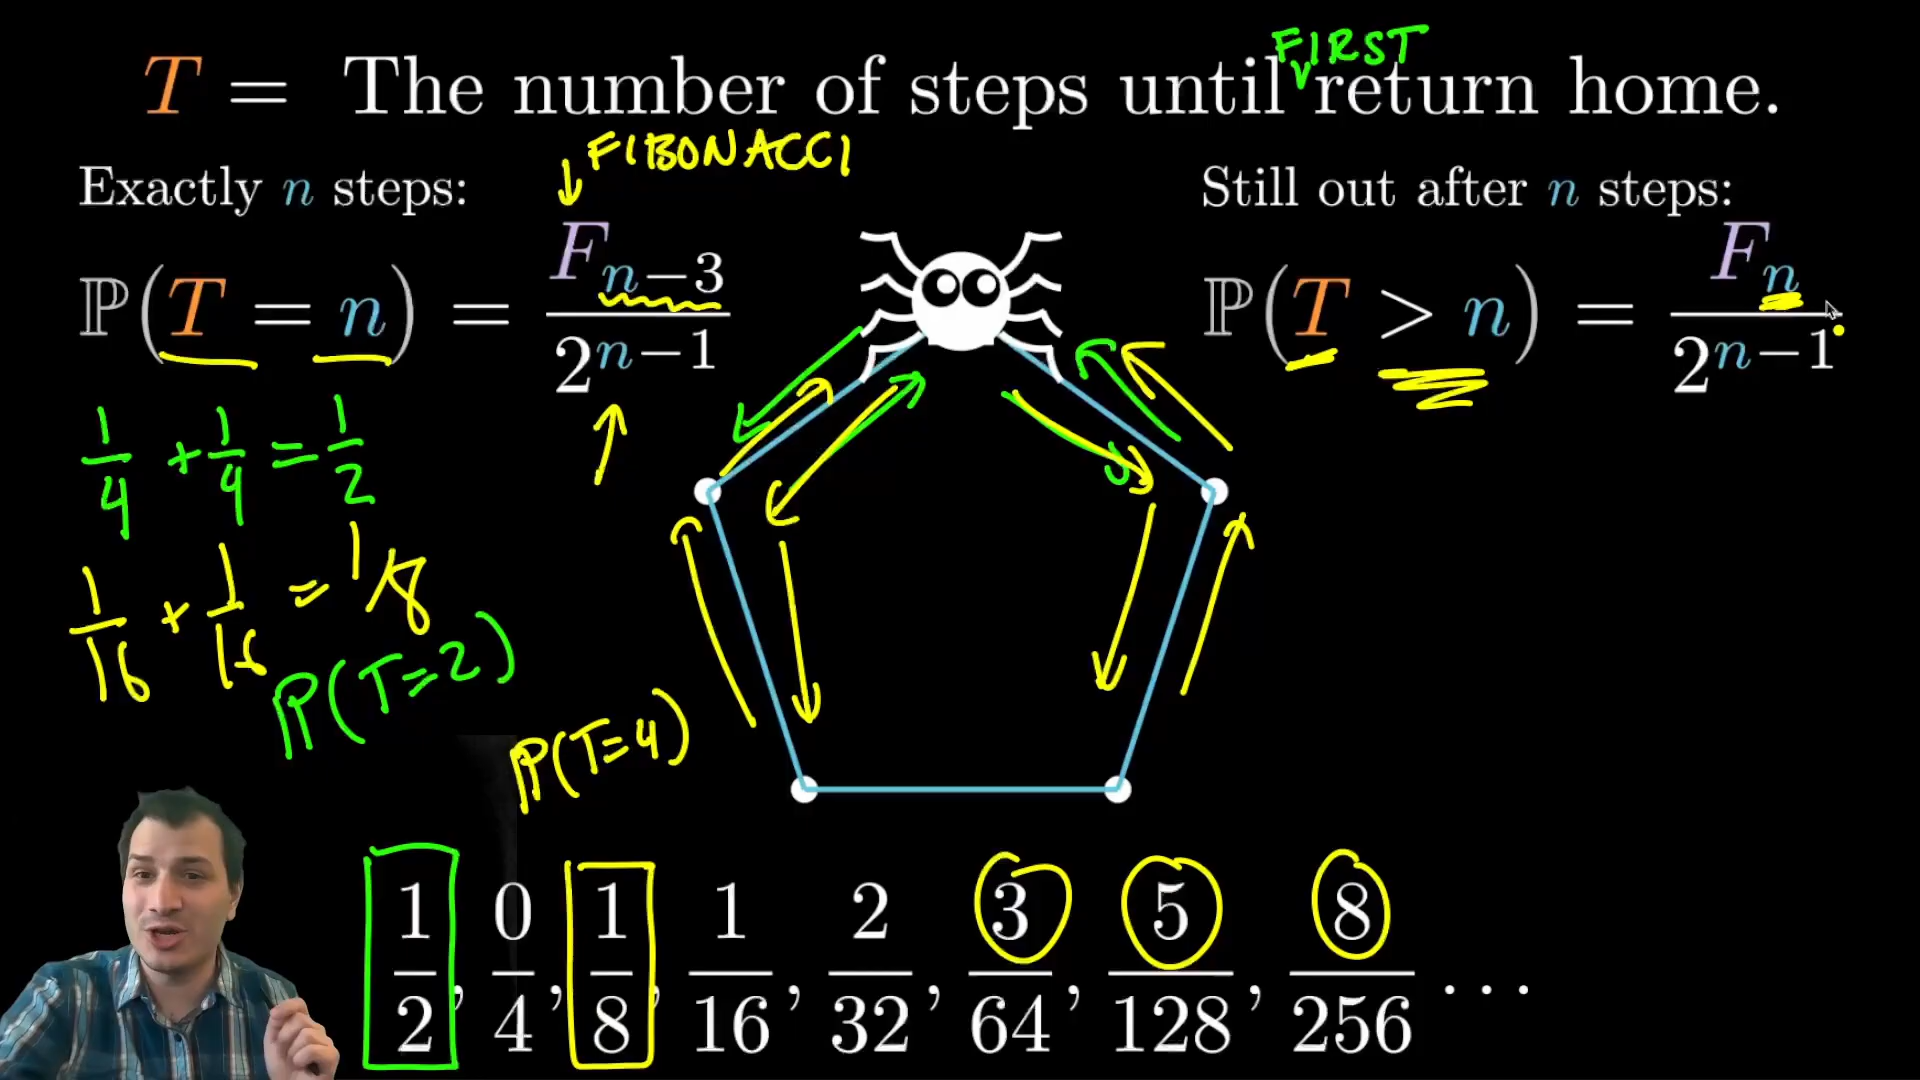 FIRST
T = The number of steps until return home.
FIBONACCI
Exactly n steps:
ℙ(T = n) = F_{n−3} / 2^{n−1}
Still out after n steps:
ℙ(T > n) = F_n / 2^{n−1}
1/4 + 1/4 = 1/2
1/16 + 1/16 = 1/8
ℙ(T=2)
ℙ(T=4)
1/2, 0/4, 1/8, 1/16, 2/32, 3/64, 5/128, 8/256 ...